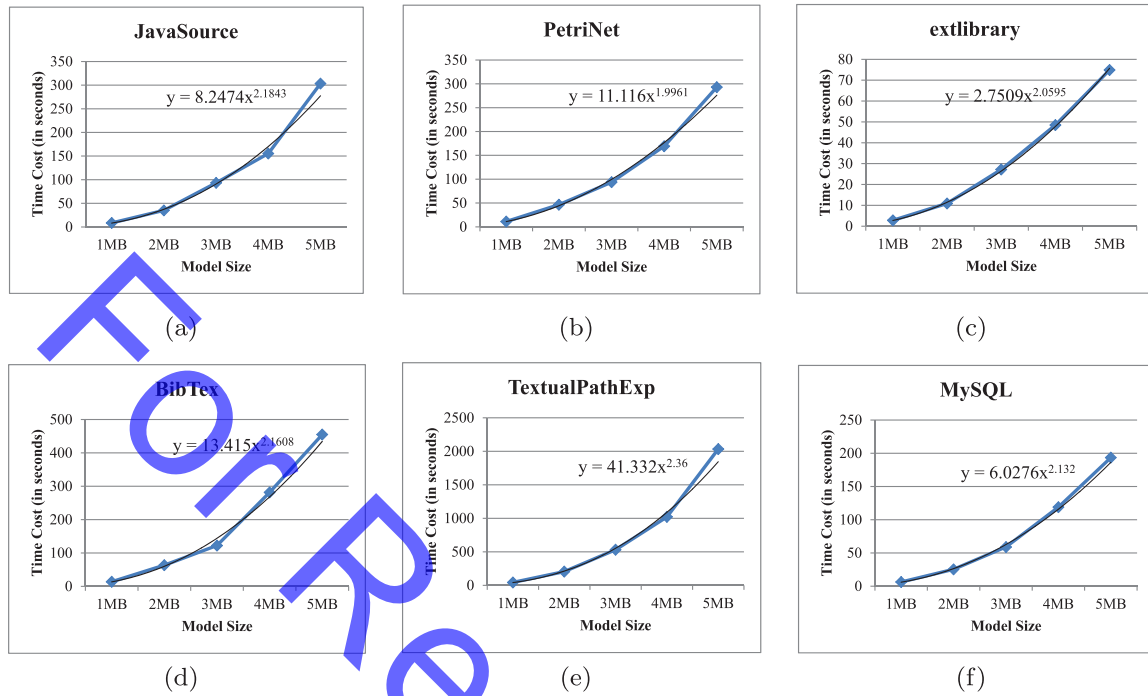 JavaSource
350
300
250
200
150
100
50
0
Time Cost (in seconds)
y = 8.2474x^2.1843
1MB 2MB 3MB 4MB 5MB
Model Size
(a)
PetriNet
350
300
250
200
150
100
50
0
Time Cost (in seconds)
y = 11.116x^1.9961
1MB 2MB 3MB 4MB 5MB
Model Size
(b)
extlibrary
80
70
60
50
40
30
20
10
0
Time Cost (in seconds)
y = 2.7509x^2.0595
1MB 2MB 3MB 4MB 5MB
Model Size
(c)
BibTex
500
400
300
200
100
0
Time Cost (in seconds)
y = 13.415x^2.1608
1MB 2MB 3MB 4MB 5MB
Model Size
(d)
TextualPathExp
2500
2000
1500
1000
500
0
Time Cost (in seconds)
y = 41.332x^2.36
1MB 2MB 3MB 4MB 5MB
Model Size
(e)
MySQL
250
200
150
100
50
0
Time Cost (in seconds)
y = 6.0276x^2.132
1MB 2MB 3MB 4MB 5MB
Model Size
(f)
For Re